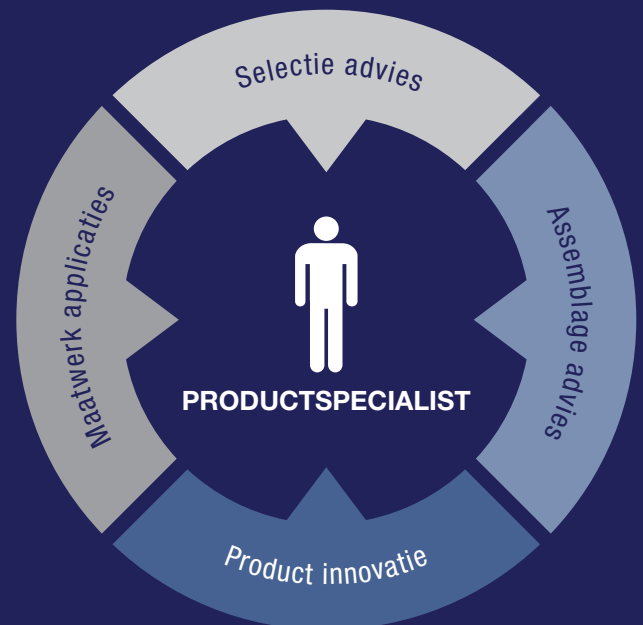 Selectie advies
Assemblage advies
Product innovatie
Maatwerk applicaties
PRODUCTSPECIALIST